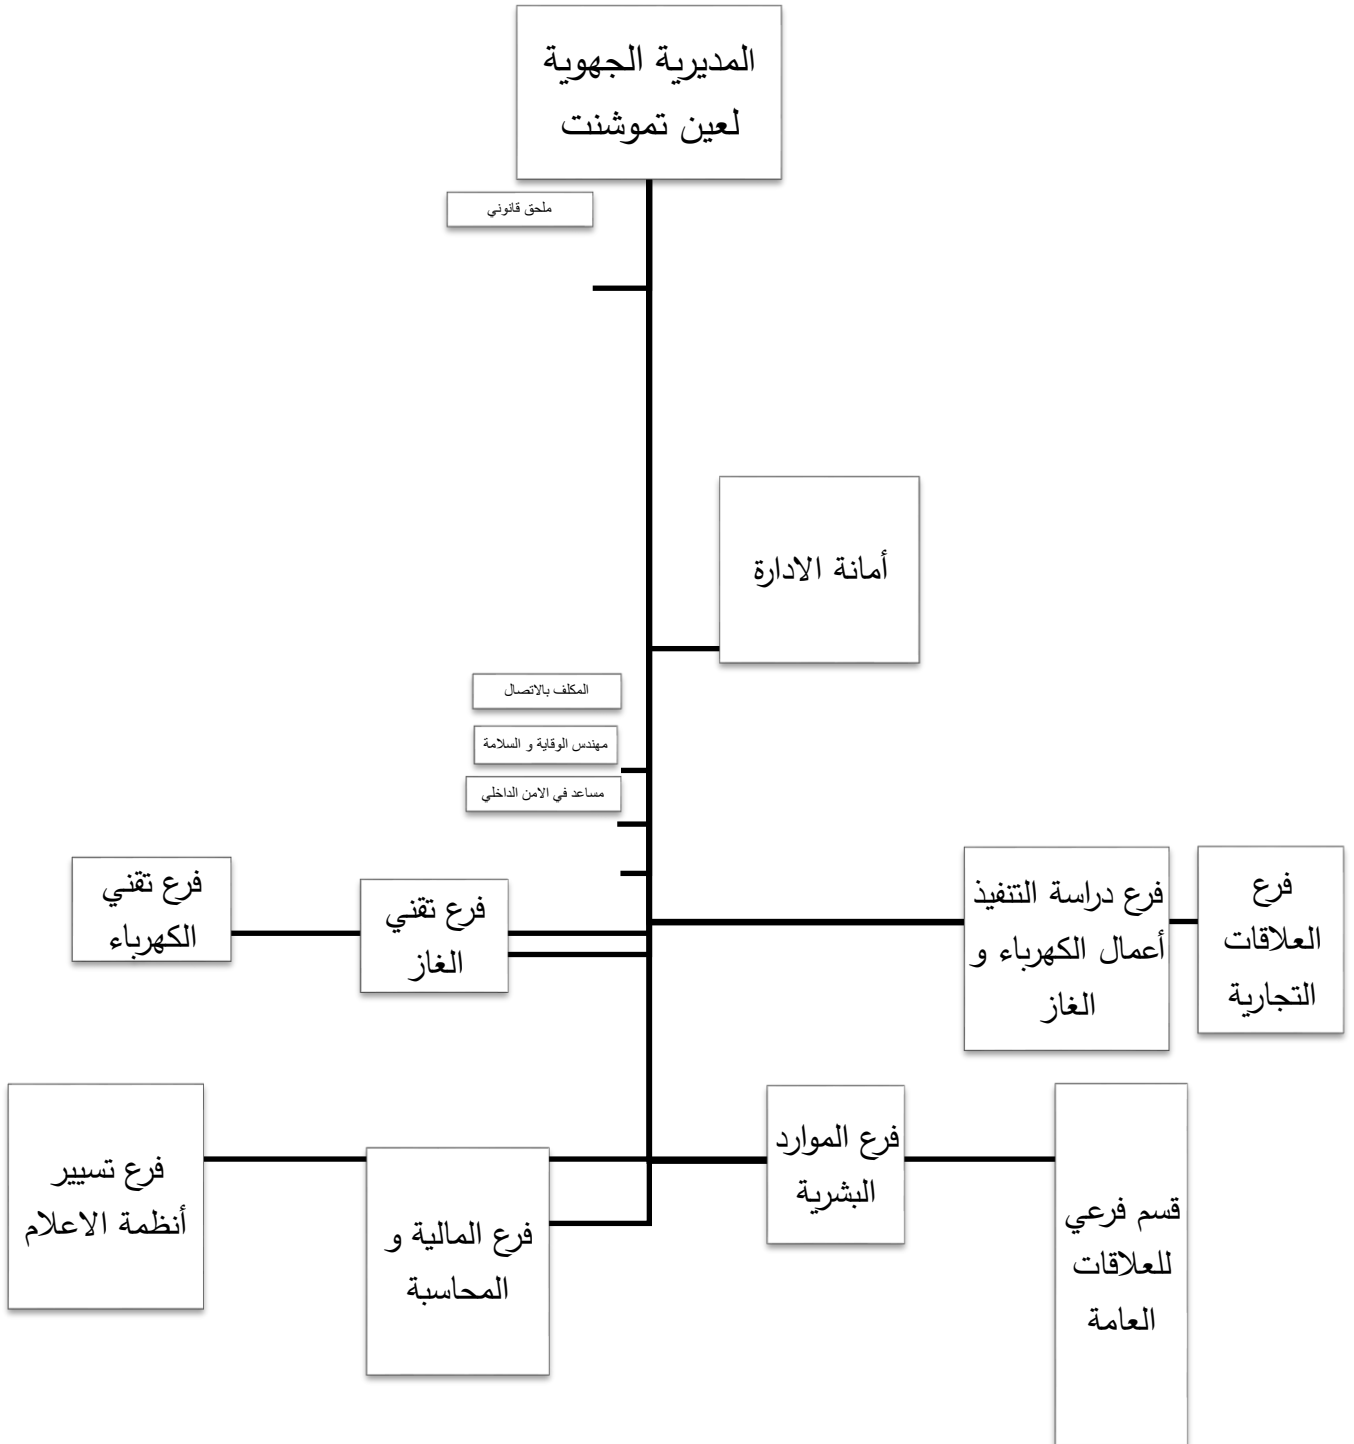 المديرية الجهوية
لعين تموشنت
ملحق قانوني
أمانة الادارة
المكلف بالاتصال
مهندس الوقاية و السلامة
مساعد في الامن الداخلي
فرع
العلاقات
التجارية
فرع دراسة التنفيذ
أعمال الكهرباء و
الغاز
فرع تقني
الغاز
فرع تقني
الكهرباء
قسم فرعي
للعلاقات
العامة
فرع الموارد
البشرية
فرع المالية و
المحاسبة
فرع تسيير
أنظمة الاعلام